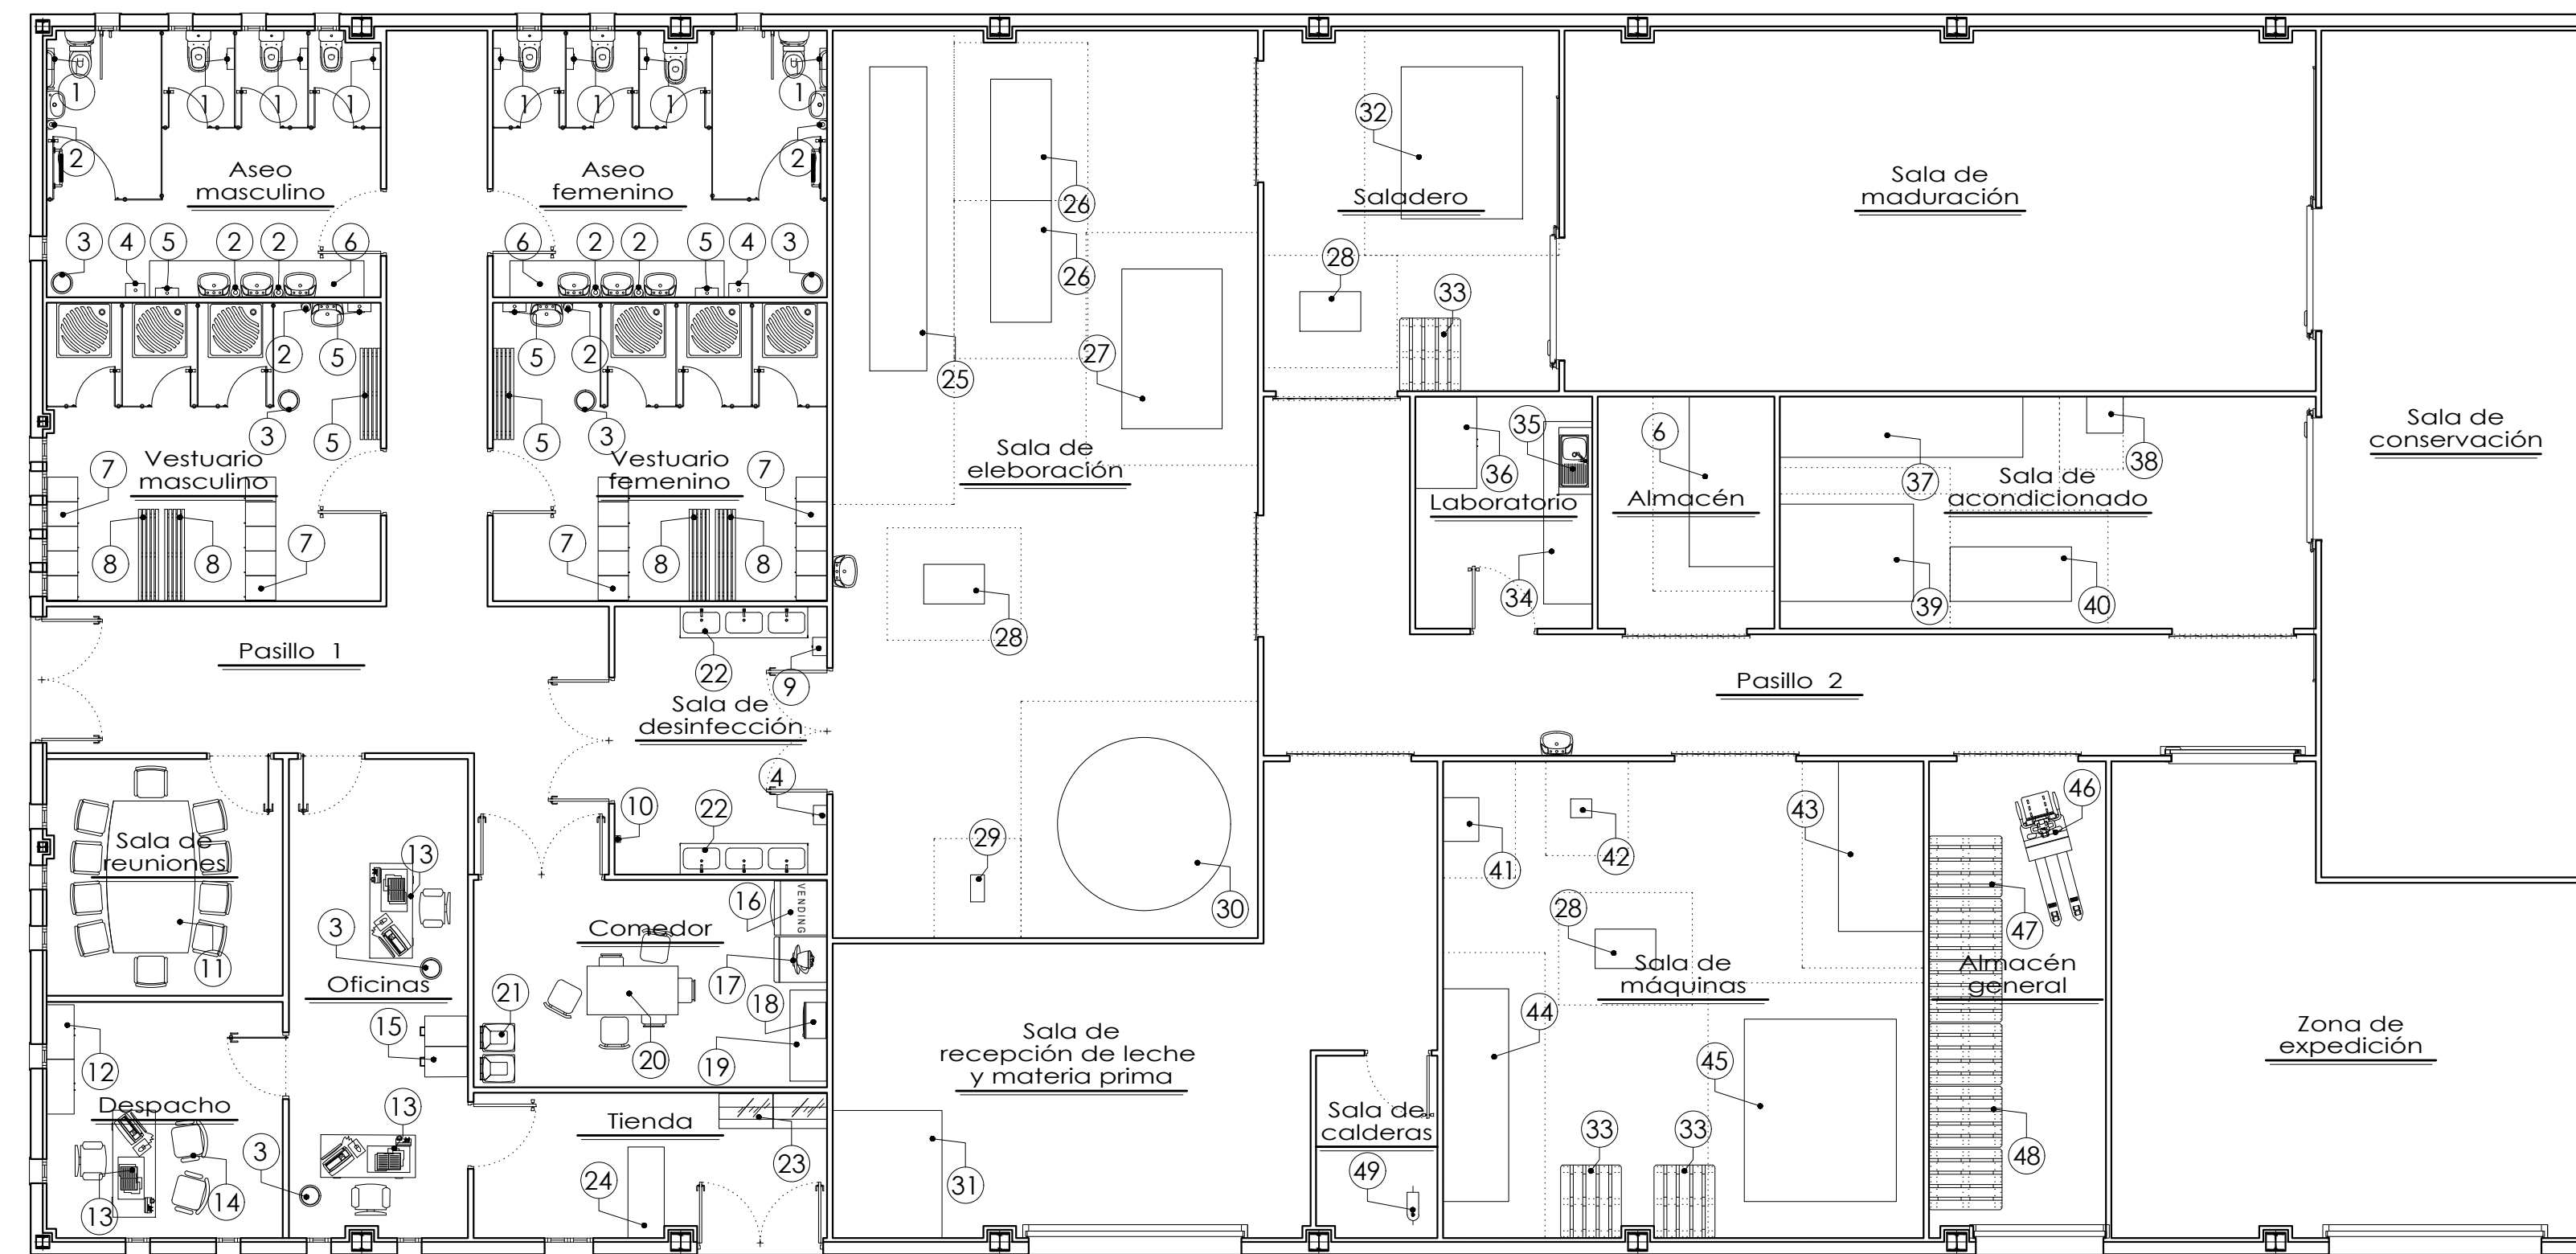 1
1
1
1
1
1
1
1
2
2
Aseo
masculino
Aseo
femenino
3
4
5
2
2
6
6
2
2
5
4
3
2
5
5
2
3
5
5
3
Vestuario
masculino
Vestuario
femenino
7
7
7
7
8
8
8
8
Pasillo 1
22
9
Sala de
desinfección
4
10
22
Sala de
reuniones
11
13
3
Oficinas
15
13
3
12
Despacho
13
14
Comedor
VENDING
16
17
18
19
20
21
Tienda
23
24
25
26
26
27
Sala de
eleboración
28
29
30
Sala de
recepción de leche
y materia prima
31
32
Saladero
28
33
Sala de
maduración
Sala de
conservación
35
36
Laboratorio
34
6
Almacén
37
38
Sala de
acondicionado
39
40
Pasillo 2
41
42
43
28
Sala de
máquinas
44
45
33
33
Sala de
calderas
49
46
47
Almacén
general
48
Zona de
expedición